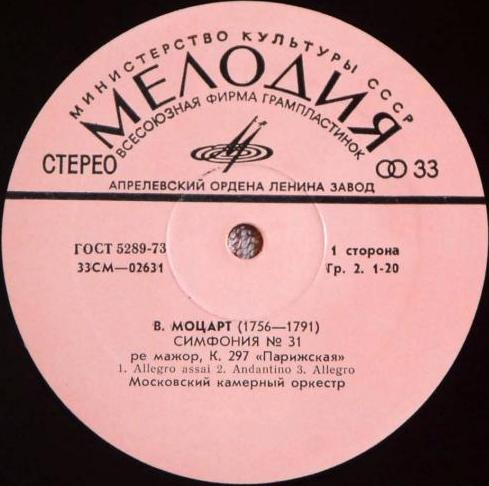 МИНИСТЕРСТВО КУЛЬТУРЫ СССР
МЕЛОДИЯ
ВСЕСОЮЗНАЯ ФИРМА ГРАМПЛАСТИНОК
СТЕРЕО
33
АПРЕЛЕВСКИЙ ОРДЕНА ЛЕНИНА ЗАВОД
ГОСТ 5289-73
33СМ—02631
1 сторона
Гр. 2. 1-20
В. МОЦАРТ (1756—1791)
СИМФОНИЯ № 31
ре мажор, К. 297 «Парижская»
1. Allegro assai 2. Andantino 3. Allegro
Московский камерный оркестр